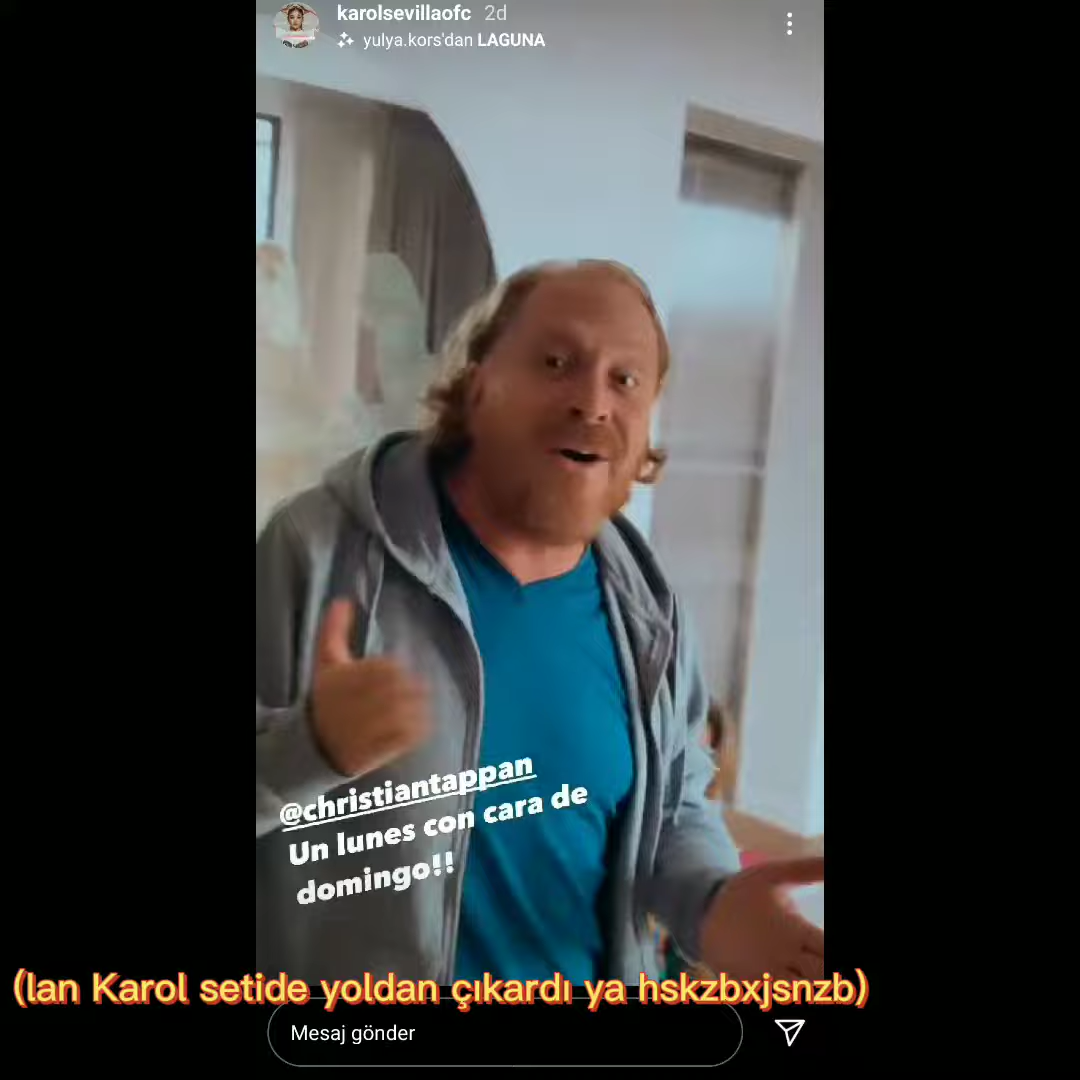 karolsevillaofc 2d
yulya.kors'dan LAGUNA
@christiantappan
Un lunes con cara de
domingo!!
(lan Karol setide yoldan çıkardı ya hskzbxjsnzb)
Mesaj gönder